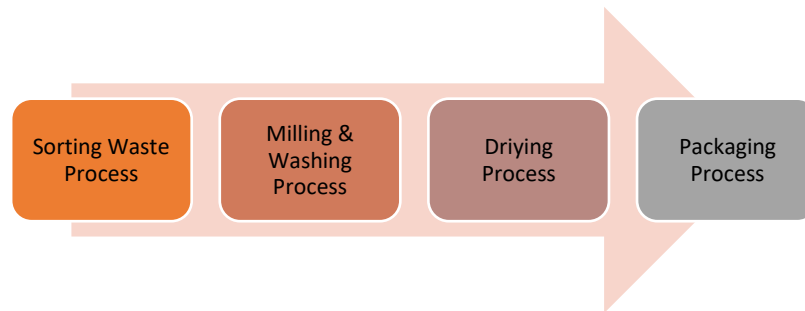 Sorting Waste
Process
Milling &
Washing
Process
Driying
Process
Packaging
Process